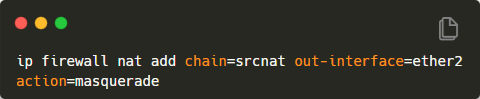 ip firewall nat add chain=srcnat out-interface=ether2
action=masquerade